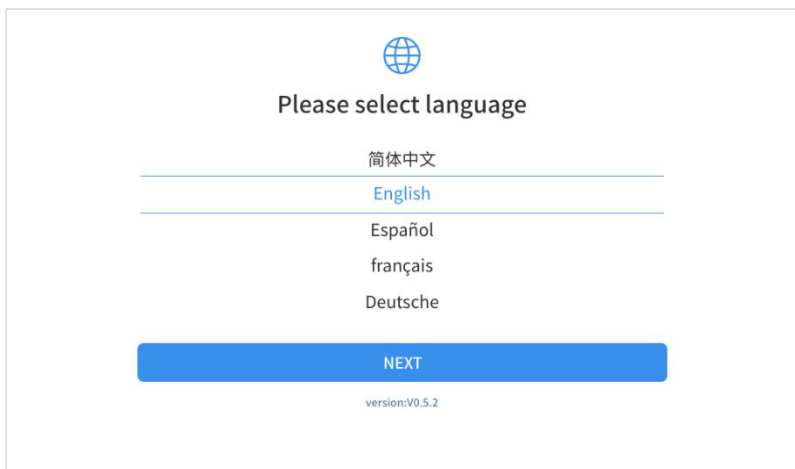 Please select language
简体中文
English
Español
français
Deutsche
NEXT
version:V0.5.2